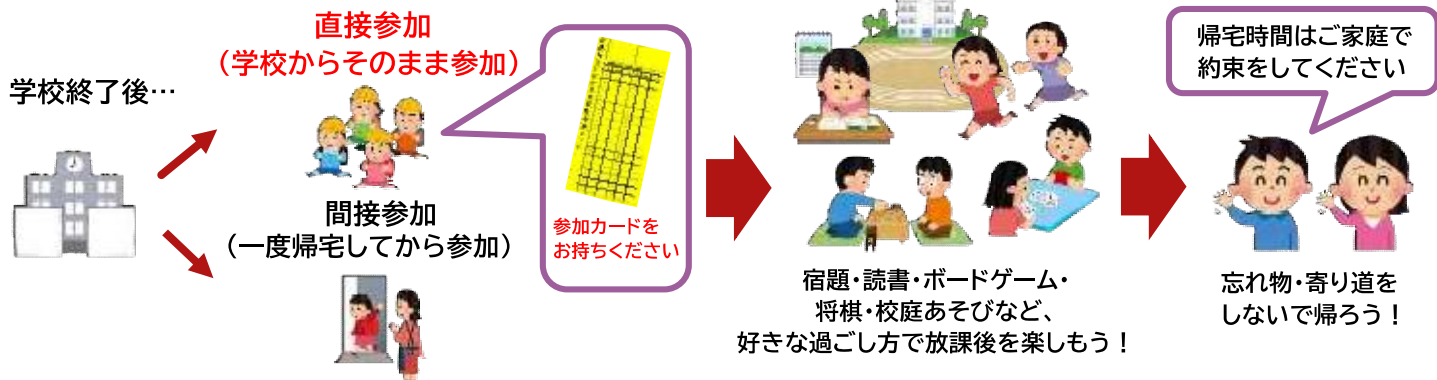 学校終了後…
直接参加
（学校からそのまま参加）
間接参加
（一度帰宅してから参加）
参加カードを
お持ちください
宿題・読書・ボードゲーム・
将棋・校庭あそびなど、
好きな過ごし方で放課後を楽しもう！
帰宅時間はご家庭で
約束をしてください
忘れ物・寄り道を
しないで帰ろう！